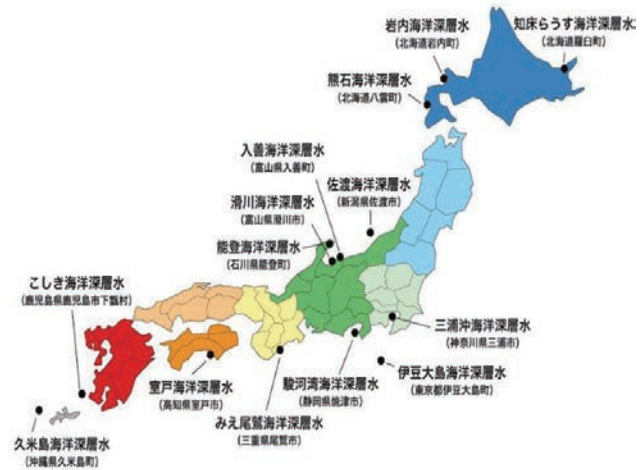 岩内海洋深層水
(北海道岩内町)
知床らうす海洋深層水
(北海道羅臼町)
熊石海洋深層水
(北海道八雲町)
入善海洋深層水
(富山県入善町)
佐渡海洋深層水
(新潟県佐渡市)
滑川海洋深層水
(富山県滑川市)
能登海洋深層水
(石川県能登町)
こしき海洋深層水
(鹿児島県鹿児島市下甑村)
三浦沖海洋深層水
(神奈川県三浦市)
伊豆大島海洋深層水
(東京都伊豆大島町)
駿河湾海洋深層水
(静岡県焼津市)
室戸海洋深層水
(高知県室戸市)
みえ尾鷲海洋深層水
(三重県尾鷲市)
久米島海洋深層水
(沖縄県久米島町)